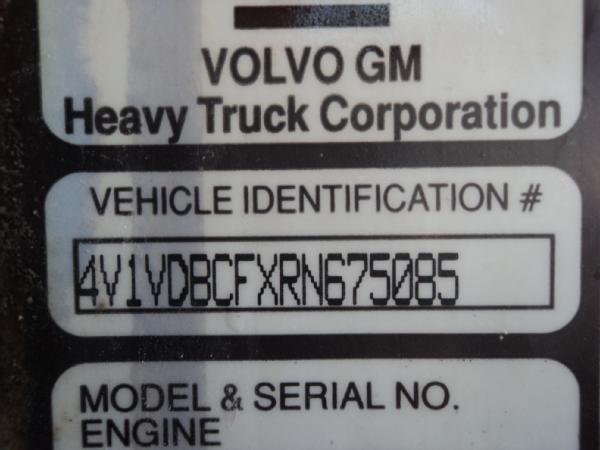 VOLVO GM
Heavy Truck Corporation
VEHICLE IDENTIFICATION #
4V1VDBCFXRN675085
MODEL & SERIAL NO.
ENGINE